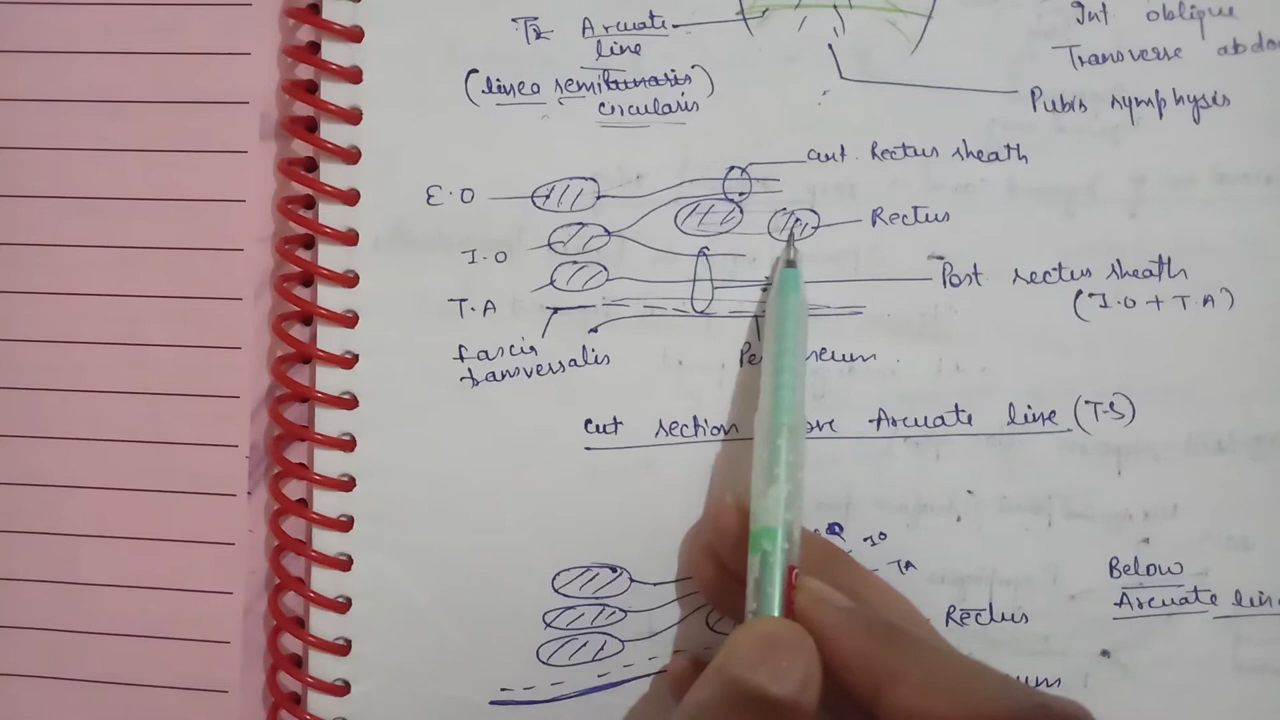 Arcuate
line
(linea semilunaris)
circularis
Int oblique
Transverse abdo
Pubis symphysis
ant. Rectus sheath
E.O
Rectus
I.O
Post. rectus sheath
(I.O + T.A)
T.A
fascia
transversalis
cut section Arcuate line (T.S)
IO
TA
Below
Arcuate line
Rectus